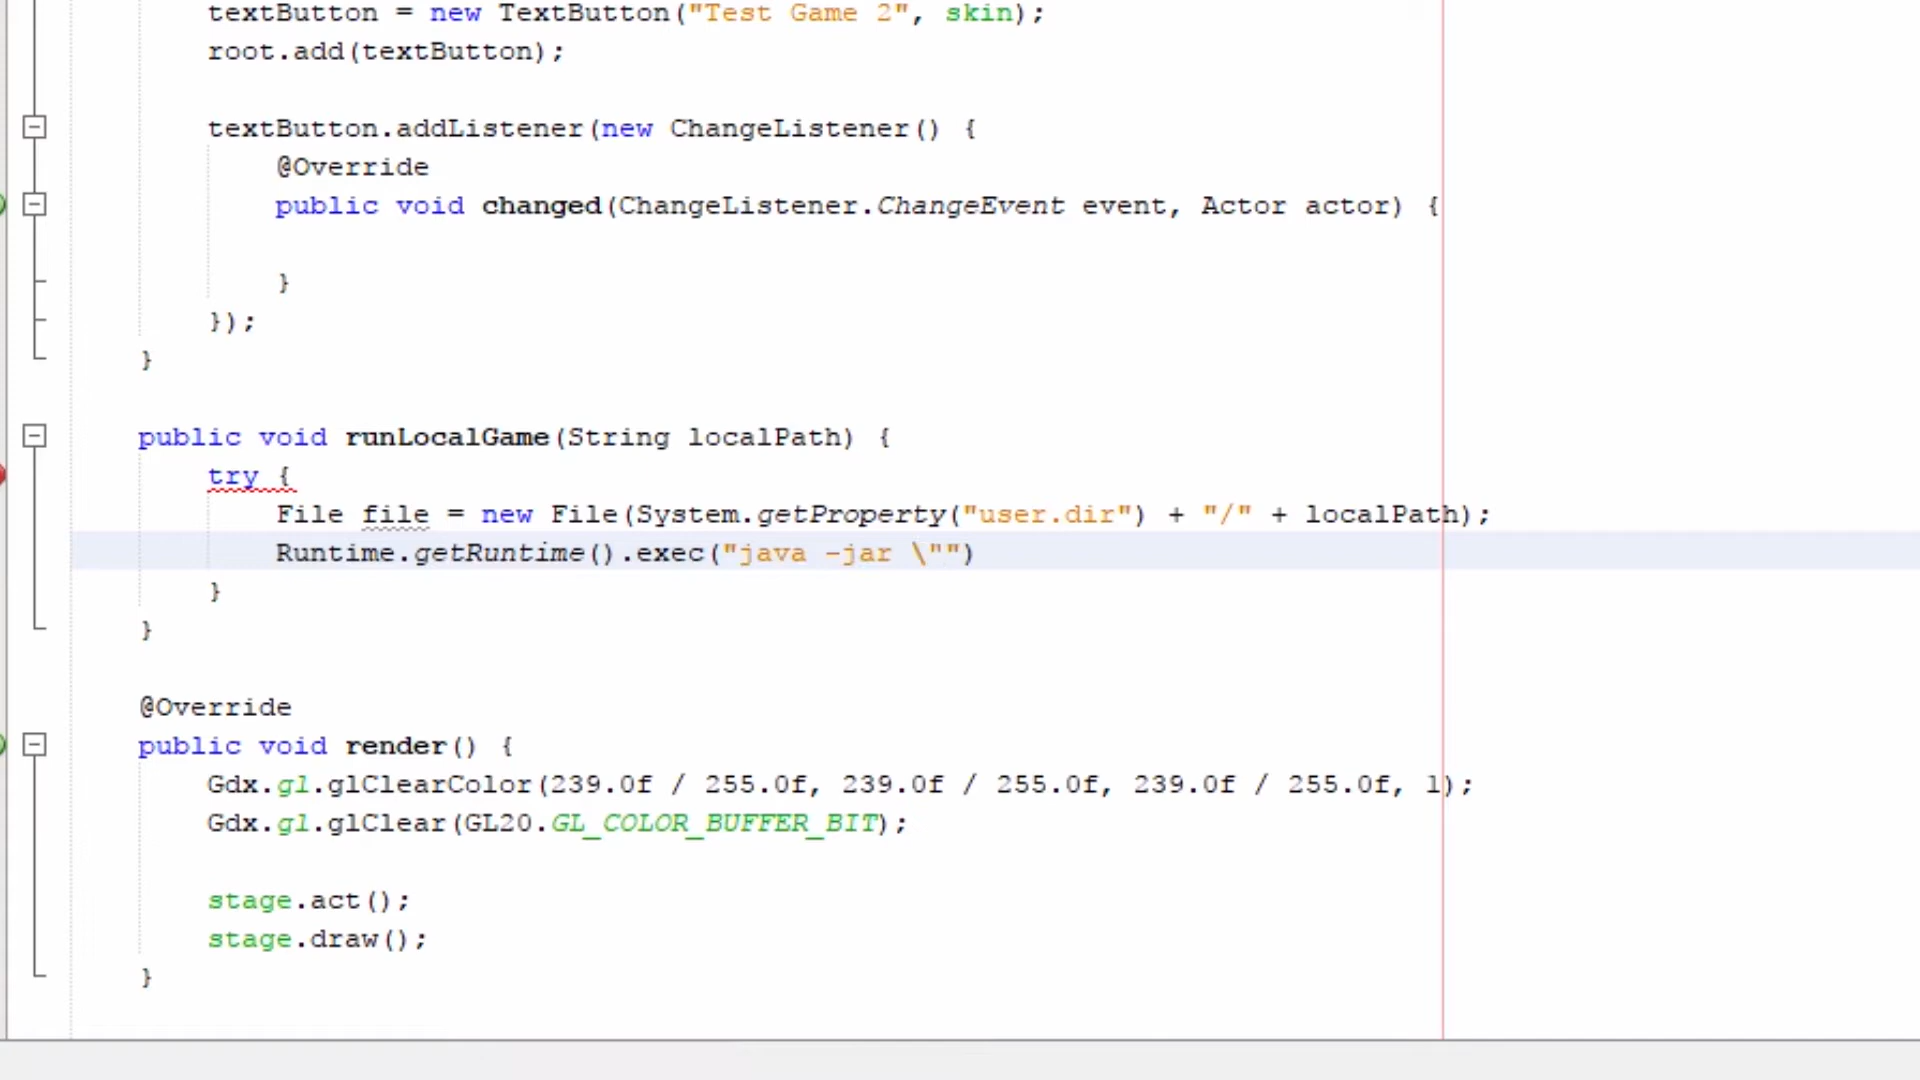 textButton = new TextButton("Test Game 2", skin);
root.add(textButton);
textButton.addListener(new ChangeListener() {
@Override
public void changed(ChangeListener.ChangeEvent event, Actor actor) {
}
});
}
public void runLocalGame(String localPath) {
try {
File file = new File(System.getProperty("user.dir") + "/" + localPath);
Runtime.getRuntime().exec("java -jar \"")
}
}
@Override
public void render() {
Gdx.gl.glClearColor(239.0f / 255.0f, 239.0f / 255.0f, 239.0f / 255.0f, 1);
Gdx.gl.glClear(GL20.GL_COLOR_BUFFER_BIT);
stage.act();
stage.draw();
}